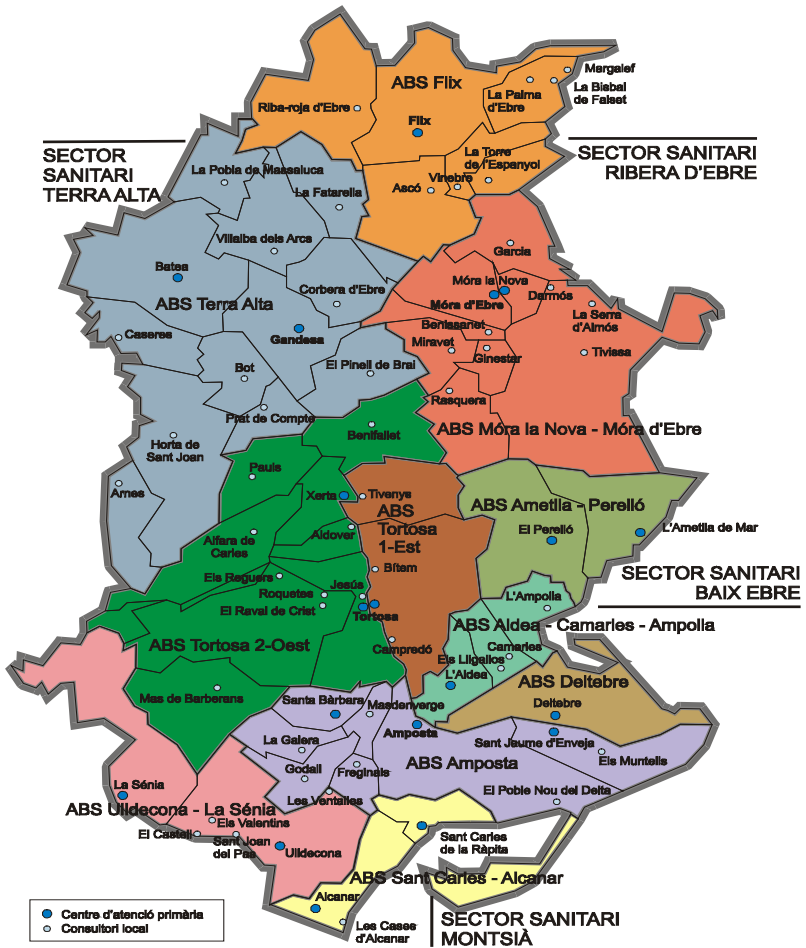 Margalef
ABS Flix
La Palma
d'Ebre
La Bisbal
de Falset
Riba-roja d'Ebre
Flix
SECTOR
SANITARI
TERRA ALTA
SECTOR SANITARI
RIBERA D'EBRE
La Torre
de l'Espanyol
La Pobla de Massaluca
Vinebre
Ascó
La Fatarella
Villalba dels Arcs
Garcia
Batea
Móra la Nova
Corbera d'Ebre
Darmós
ABS Terra Alta
Móra d'Ebre
La Serra
d'Almós
Benissanet
Caseres
Gandesa
Miravet
Ginestar
Tivissa
El Pinell de Brai
Bot
Rasquera
Prat de Compte
Benifallet
ABS Móra la Nova - Móra d'Ebre
Horta de
Sant Joan
Pauls
Arnes
Xerta
Tivenys
ABS Ametlla - Perelló
ABS
Tortosa
1-Est
Aldover
El Perelló
L'Ametlla de Mar
Alfara de
Carles
Bítem
Els Reguers
Jesús
SECTOR SANITARI
BAIX EBRE
Roquetes
L'Ampolla
El Raval de Crist
Tortosa
ABS Aldea - Camarles - Ampolla
ABS Tortosa 2-Oest
Campredó
Camarles
Els Lligallos
L'Aldea
ABS Deltebre
Mas de Barberans
Santa Bàrbara
Masdenverge
Deltebre
Amposta
La Galera
Sant Jaume d'Enveja
Els Muntells
Godall
Freginals
ABS Amposta
La Sénia
Les Ventalles
El Poble Nou del Delta
ABS Ulldecona - La Sénia
Els Valentins
El Castell
Sant Joan
del Pas
Ulldecona
Sant Carles
de la Ràpita
ABS Sant Carles - Alcanar
Alcanar
Les Cases
d'Alcanar
SECTOR SANITARI
MONTSIÀ
Centre d'atenció primària
Consultori local